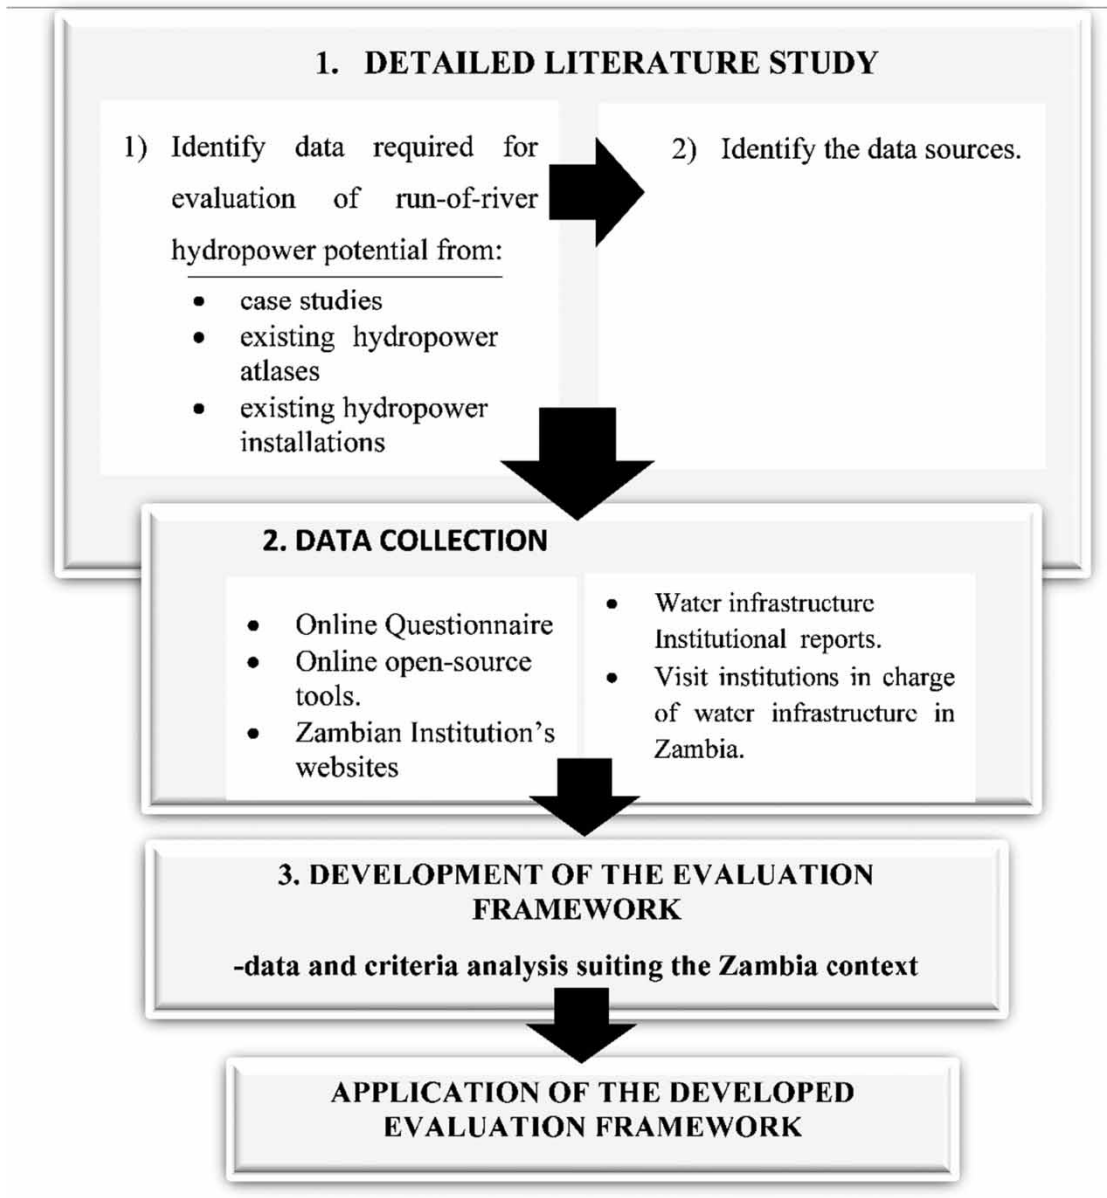 1. DETAILED LITERATURE STUDY
1) Identify data required for
evaluation of run-of-river
hydropower potential from:
• case studies
• existing hydropower
atlases
• existing hydropower
installations
2) Identify the data sources.
2. DATA COLLECTION
• Online Questionnaire
• Online open-source
tools.
• Zambian Institution's
websites
• Water infrastructure
Institutional reports.
• Visit institutions in charge
of water infrastructure in
Zambia.
3. DEVELOPMENT OF THE EVALUATION
FRAMEWORK
-data and criteria analysis suiting the Zambia context
APPLICATION OF THE DEVELOPED
EVALUATION FRAMEWORK